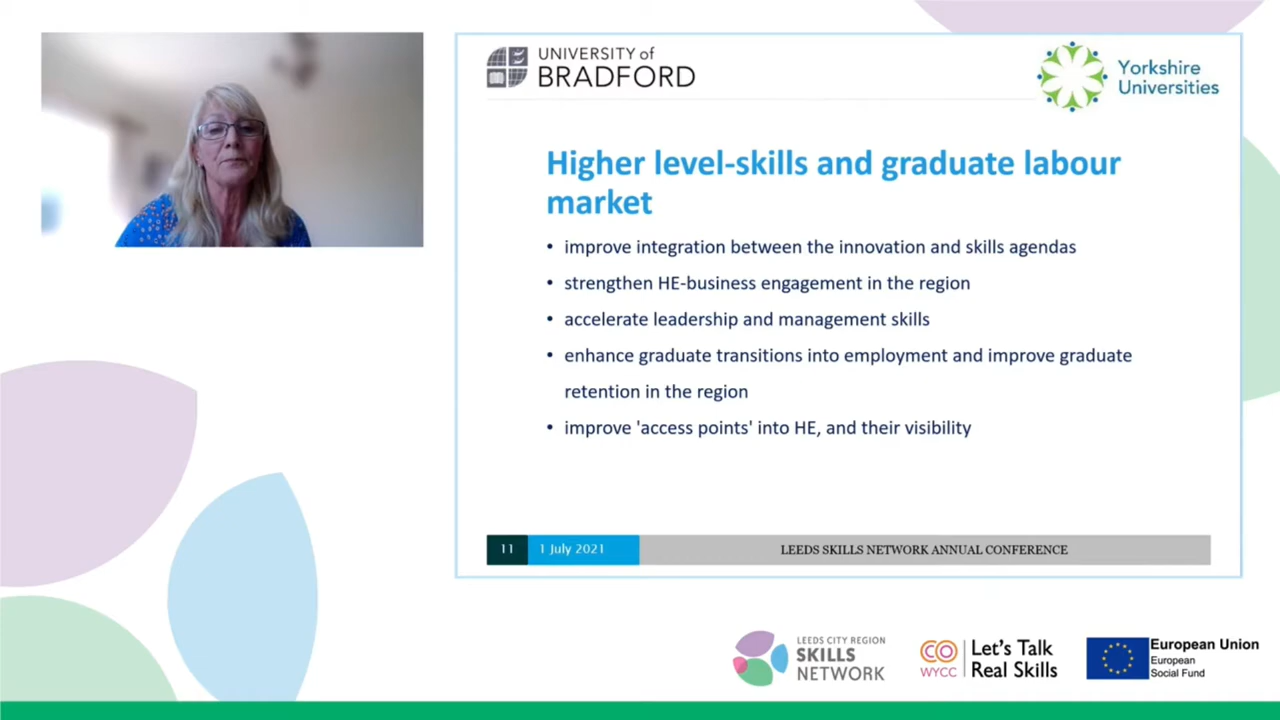 UNIVERSITY of
BRADFORD
Yorkshire
Universities
Higher level-skills and graduate labour
market
• improve integration between the innovation and skills agendas
• strengthen HE-business engagement in the region
• accelerate leadership and management skills
• enhance graduate transitions into employment and improve graduate
retention in the region
• improve 'access points' into HE, and their visibility
11 1 July 2021 LEEDS SKILLS NETWORK ANNUAL CONFERENCE
LEEDS CITY REGION
SKILLS
NETWORK
CO
WYCC
Let's Talk
Real Skills
European Union
European
Social Fund